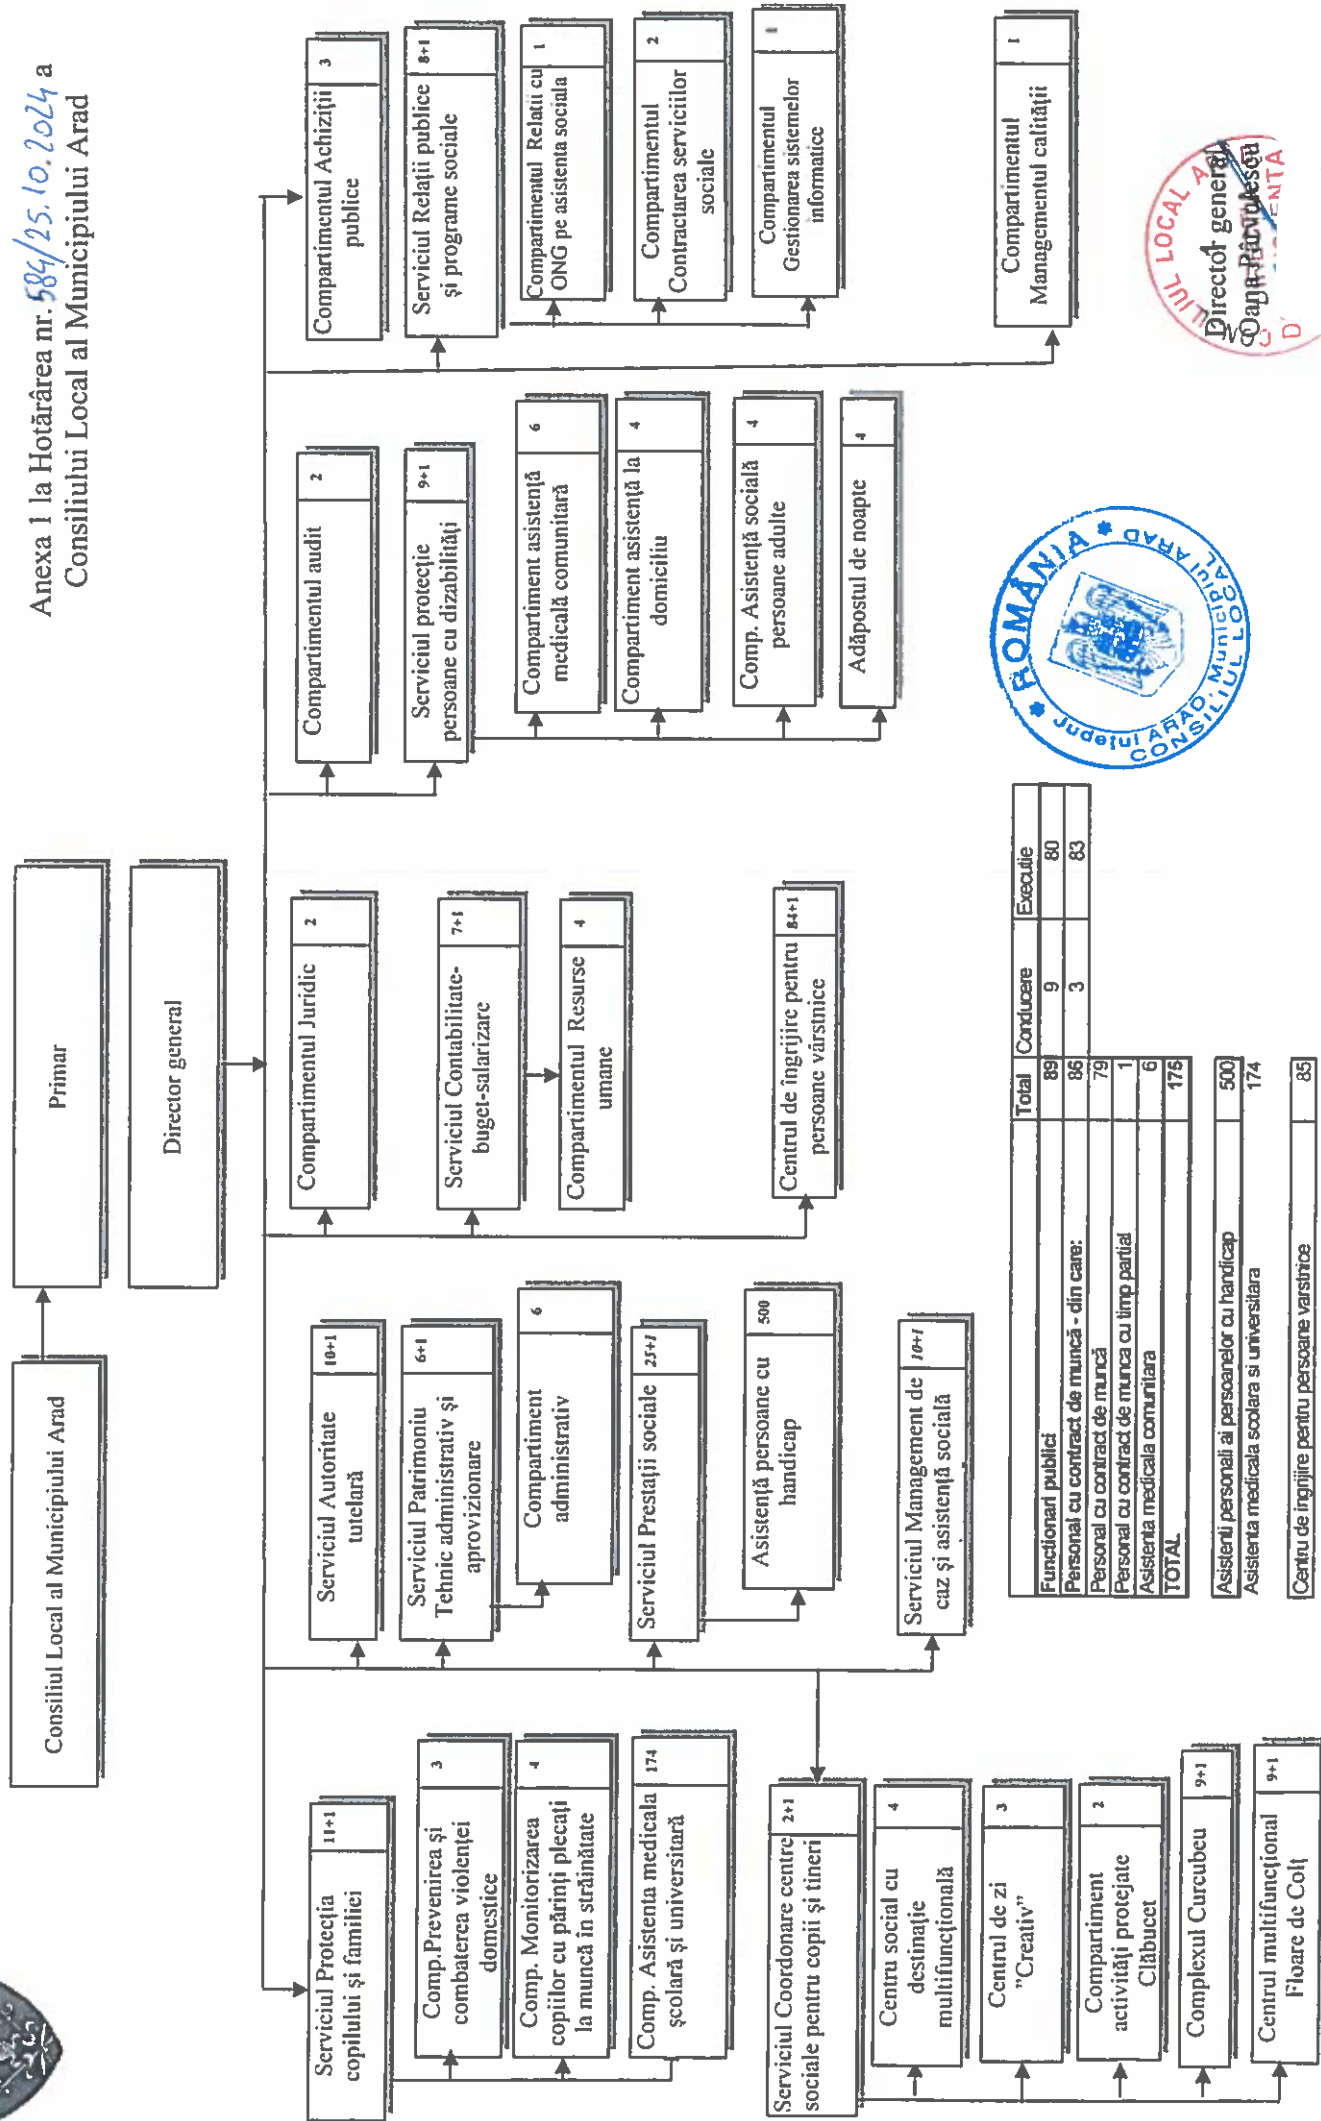 Anexa 1 la Hotărârea nr. 584/25.10.2024 a
Consiliului Local al Municipiului Arad
Consiliul Local al Municipiului Arad
Primar
Director general
Serviciul Protecția
copilului și familiei
11+1
Comp.Prevenirea și
combaterea violenței
domestice
3
Comp. Monitorizarea
copiilor cu părinți plecați
la muncă în străinătate
4
Comp. Asistenta medicala
școlară și universitară
174
Serviciul Coordonare centre
sociale pentru copii și tineri
2+1
Centru social cu
destinație
multifuncțională
4
Centrul de zi
"Creativ"
3
Compartiment
activități protejate
Clăbucet
2
Complexul Curcubeu
9+1
Centrul multifuncțional
Floare de Colț
9+1
Serviciul Autoritate
tutelară
10+1
Serviciul Patrimoniu
Tehnic administrativ și
aprovizionare
6+1
Compartiment
administrativ
6
Serviciul Prestații sociale
25+1
Asistență persoane cu
handicap
500
Serviciul Management de
caz și asistență socială
10+1
Compartimentul Juridic
2
Serviciul Contabilitate-
buget-salarizare
7+1
Compartimentul Resurse
umane
4
Centrul de îngrijire pentru
persoane vârstnice
84+1
Compartimentul audit
2
Serviciul protecție
persoane cu dizabilități
9+1
Compartiment asistență
medicală comunitară
6
Compartiment asistență la
domiciliu
4
Comp. Asistență socială
persoane adulte
4
Adăpostul de noapte
4
Compartimentul Achiziții
publice
3
Serviciul Relații publice
și programe sociale
8+1
Compartimentul Relatii cu
ONG pe asistenta sociala
1
Compartimentul
Contractarea serviciilor
sociale
2
Compartimentul
Gestionarea sistemelor
informatice
1
Compartimentul
Managementul calității
1
Total Conducere Executie
Functionari publici 89 9 80
Personal cu contract de muncă - din care: 86 3 83
Personal cu contract de muncă 79
Personal cu contract de munca cu timp partial 1
Asistenta medicala comunitara 6
TOTAL 175
Asistenti personali ai persoanelor cu handicap 500
Asistenta medicala scolara si universitara 174
Centru de ingrijire pentru persoane varstnice 85
ROMÂNIA
Județul ARAD, Municipiul ARAD
CONSILIUL LOCAL
Director general
Oana Părvulescu
LOCAL